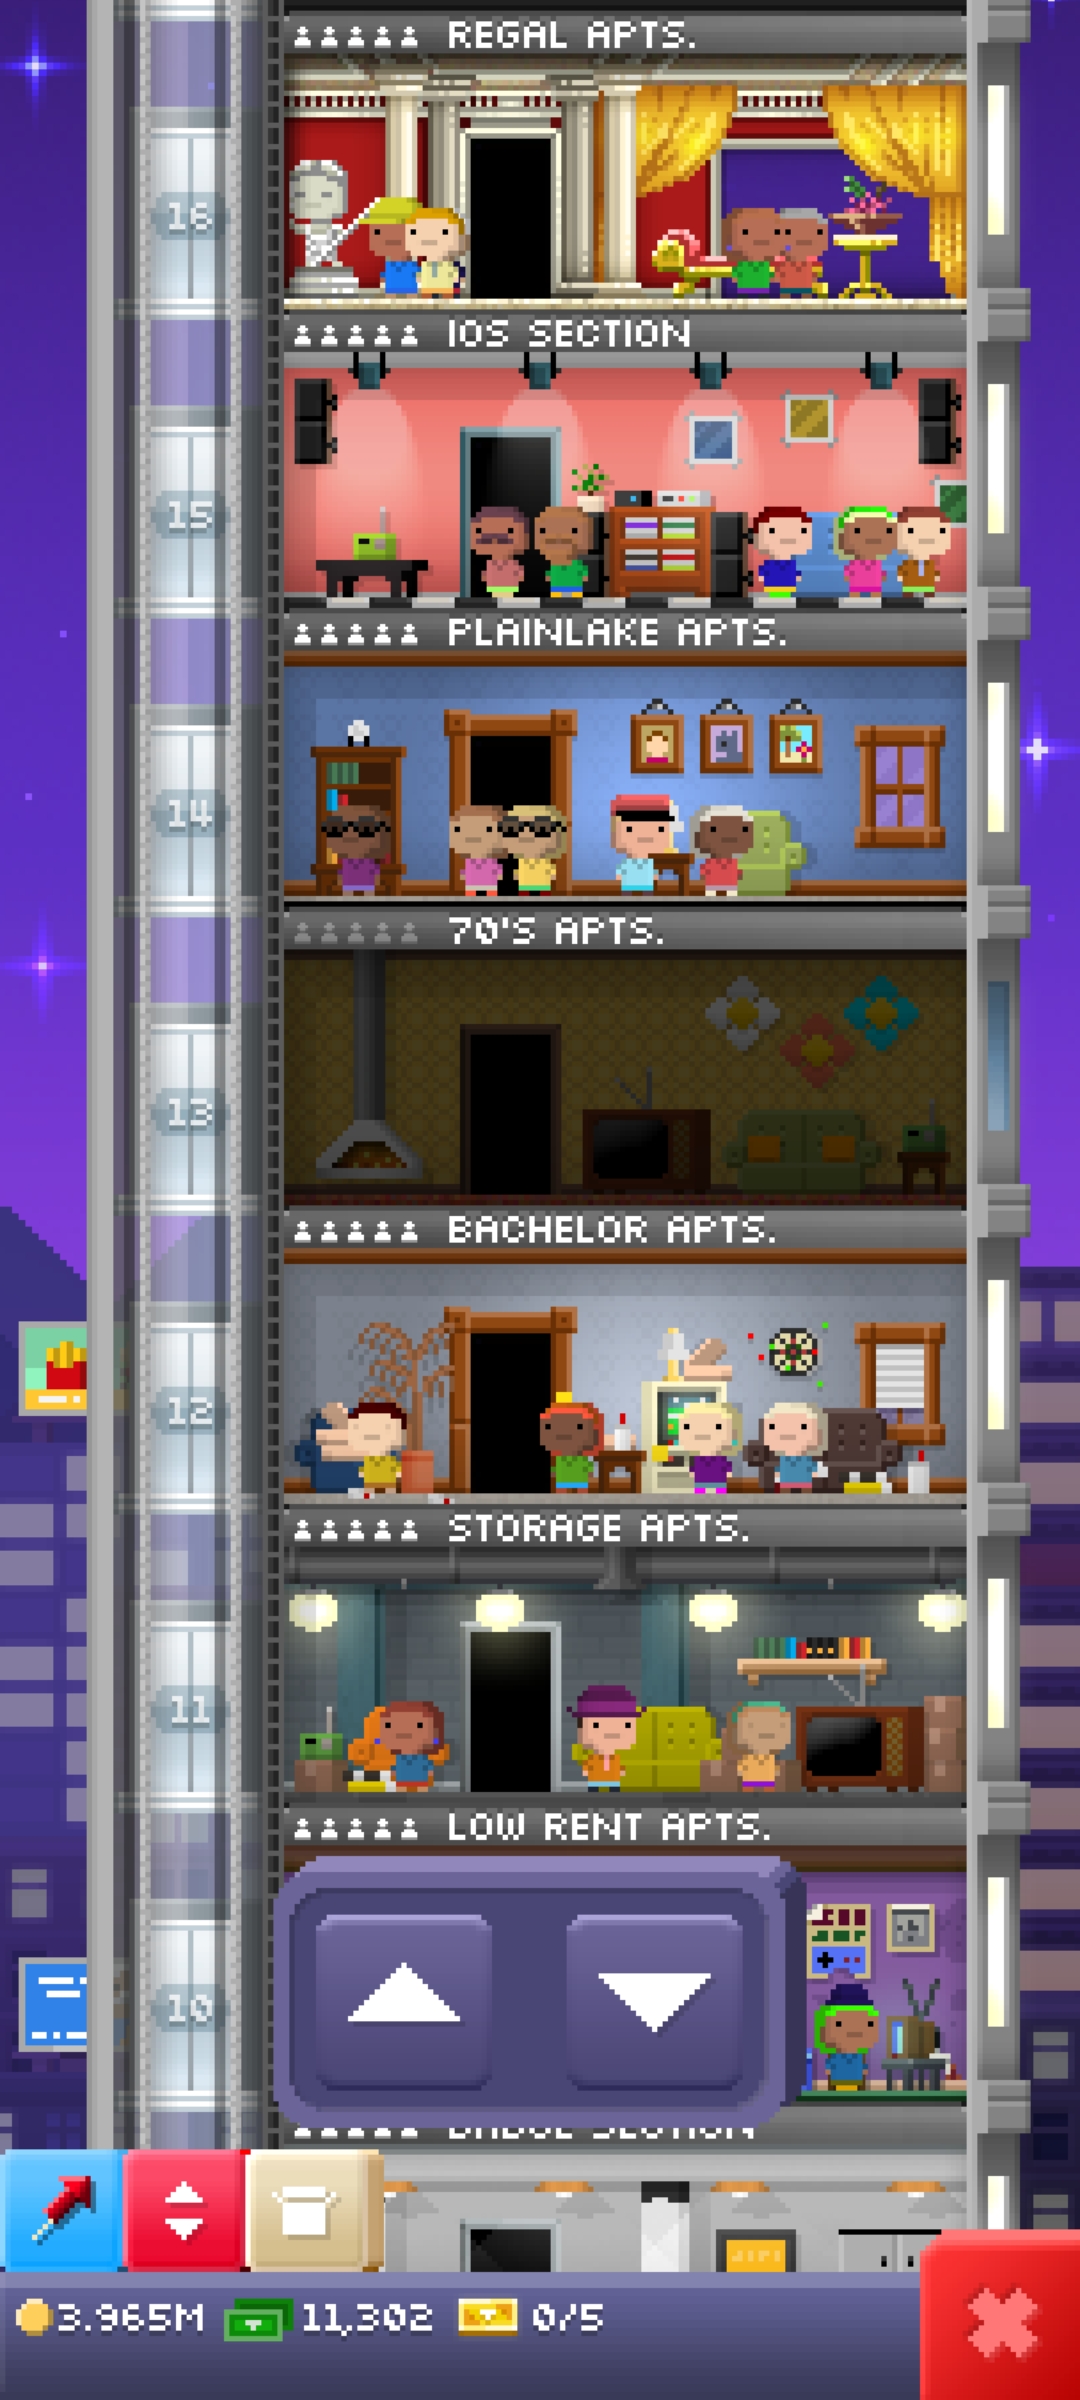 REGAL APTS.
16
IOS SECTION
15
PLAINLAKE APTS.
14
70'S APTS.
13
BACHELOR APTS.
12
STORAGE APTS.
11
LOW RENT APTS.
10
SECTION
3.965M 11,302 0/5